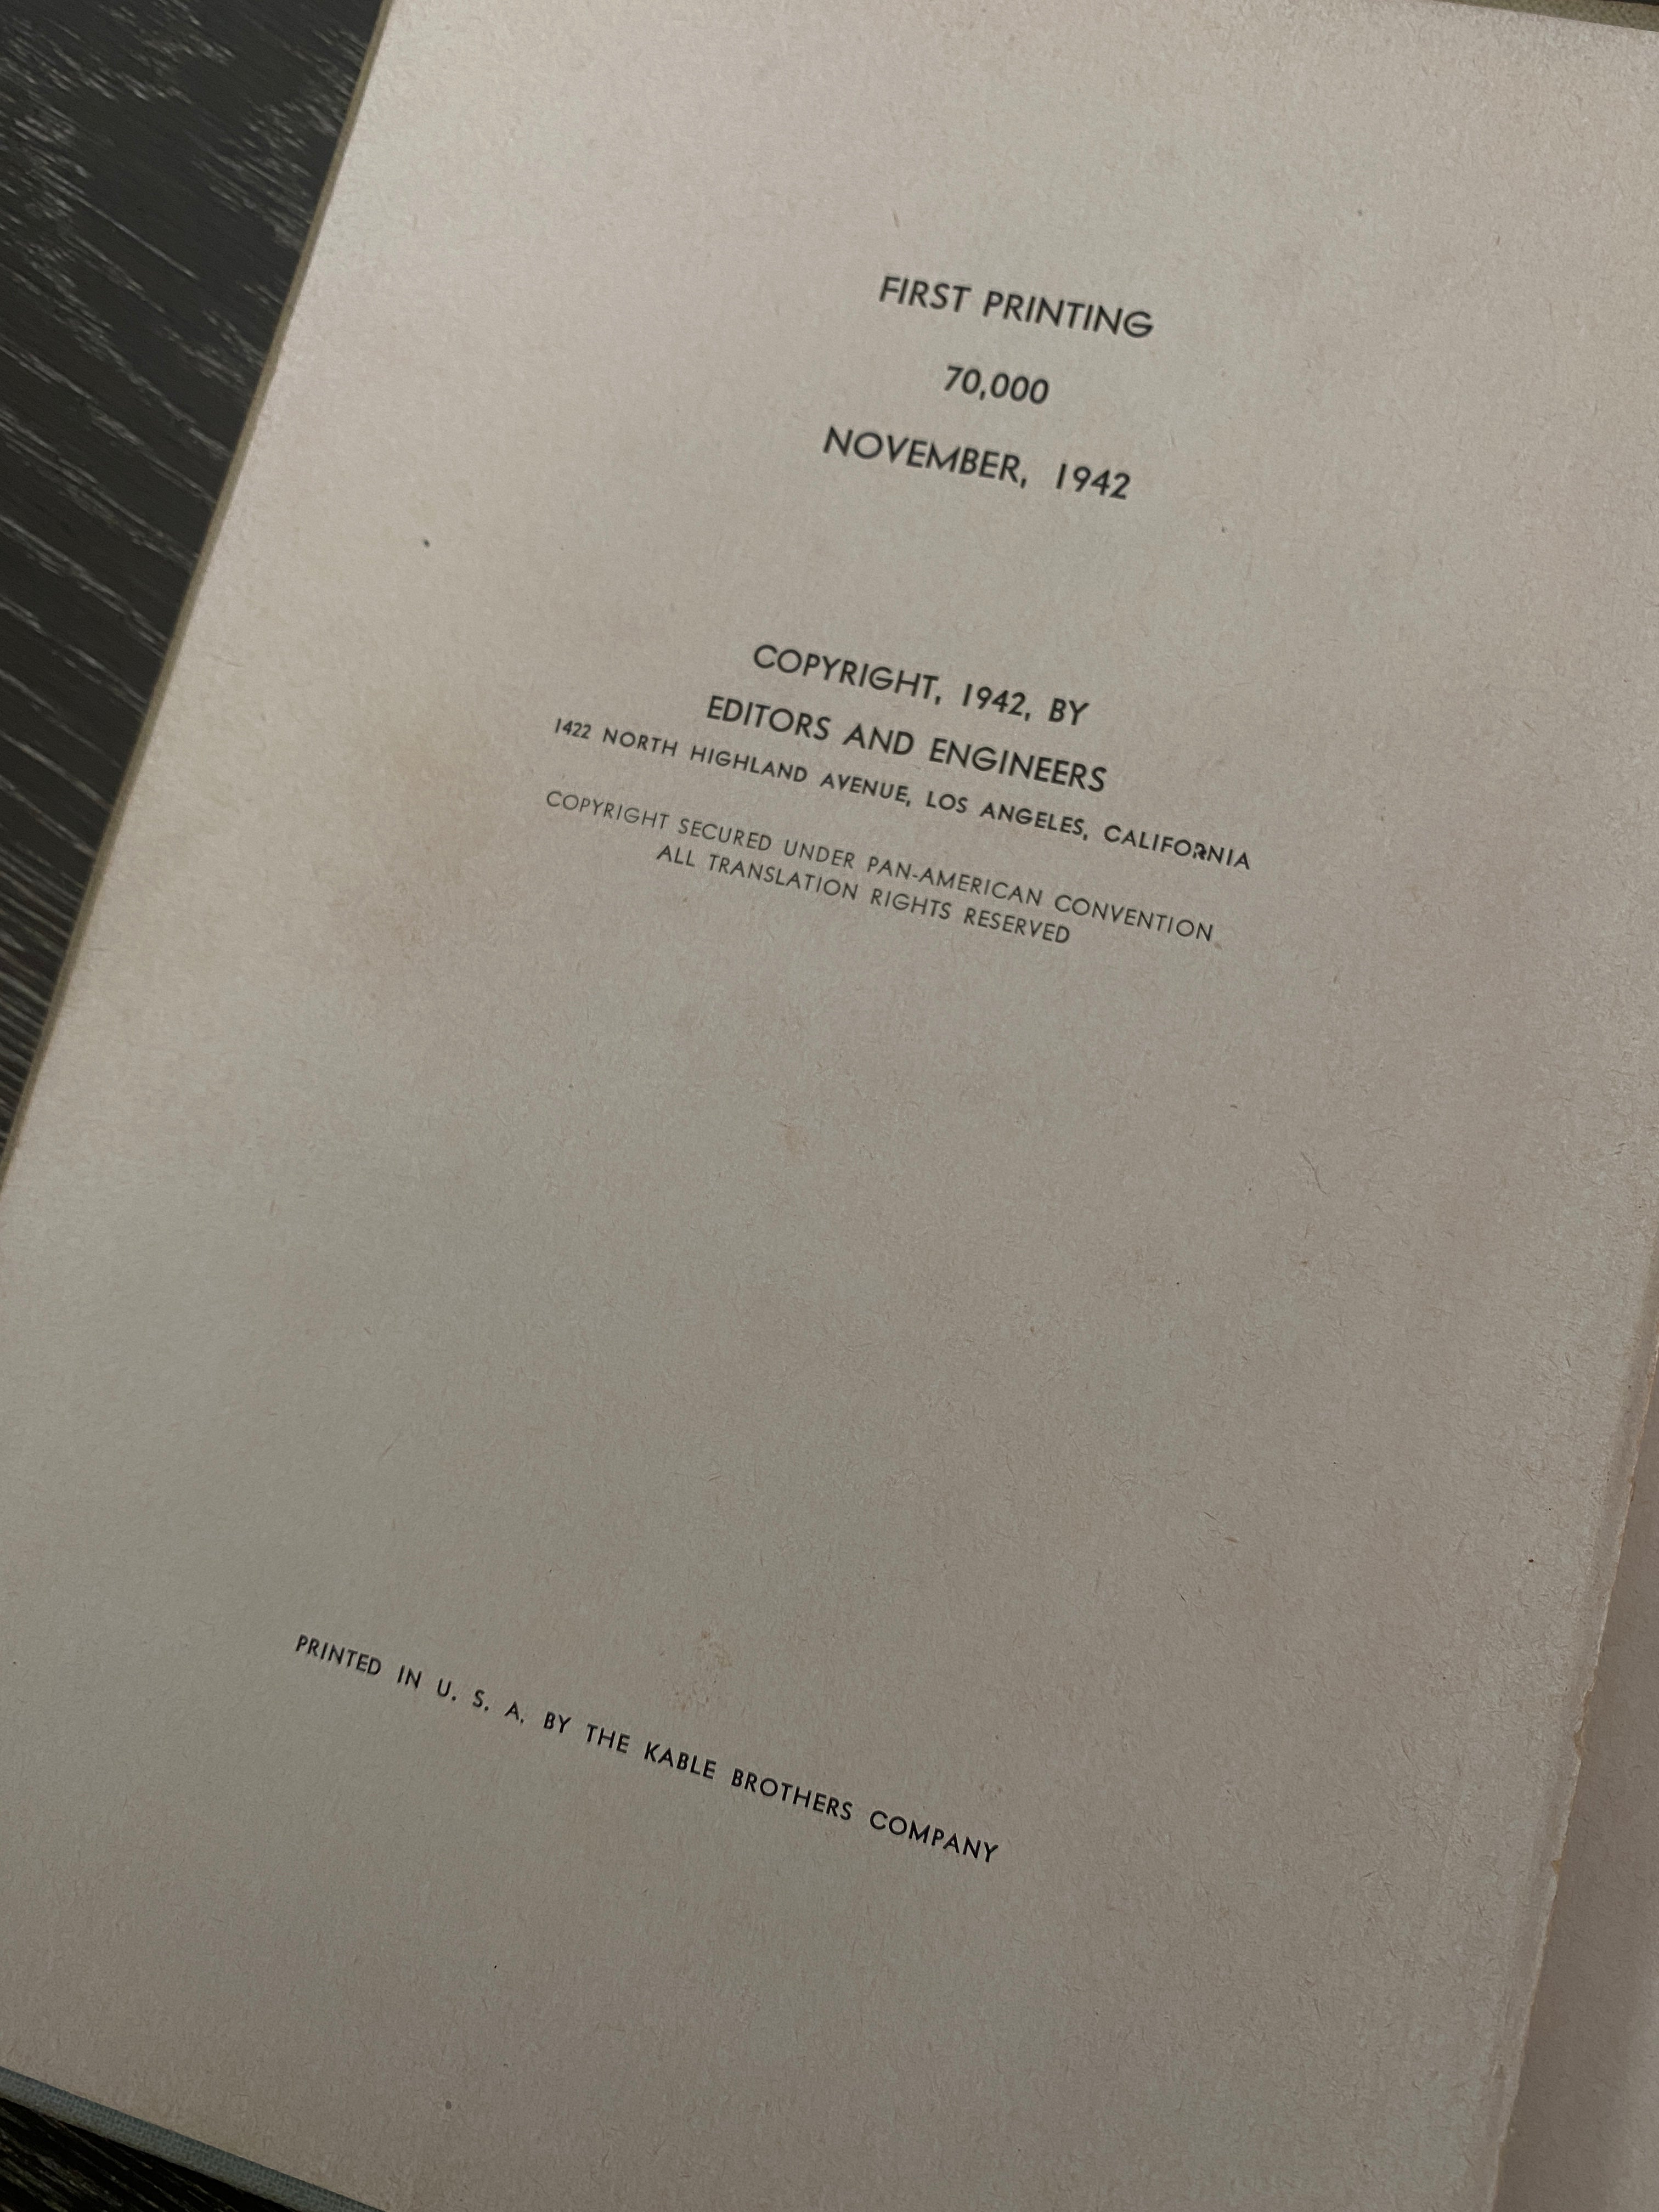 FIRST PRINTING
70,000
NOVEMBER, 1942
COPYRIGHT, 1942, BY
EDITORS AND ENGINEERS
1422 NORTH HIGHLAND AVENUE, LOS ANGELES, CALIFORNIA
COPYRIGHT SECURED UNDER PAN-AMERICAN CONVENTION
ALL TRANSLATION RIGHTS RESERVED
PRINTED IN U. S. A. BY THE KABLE BROTHERS COMPANY